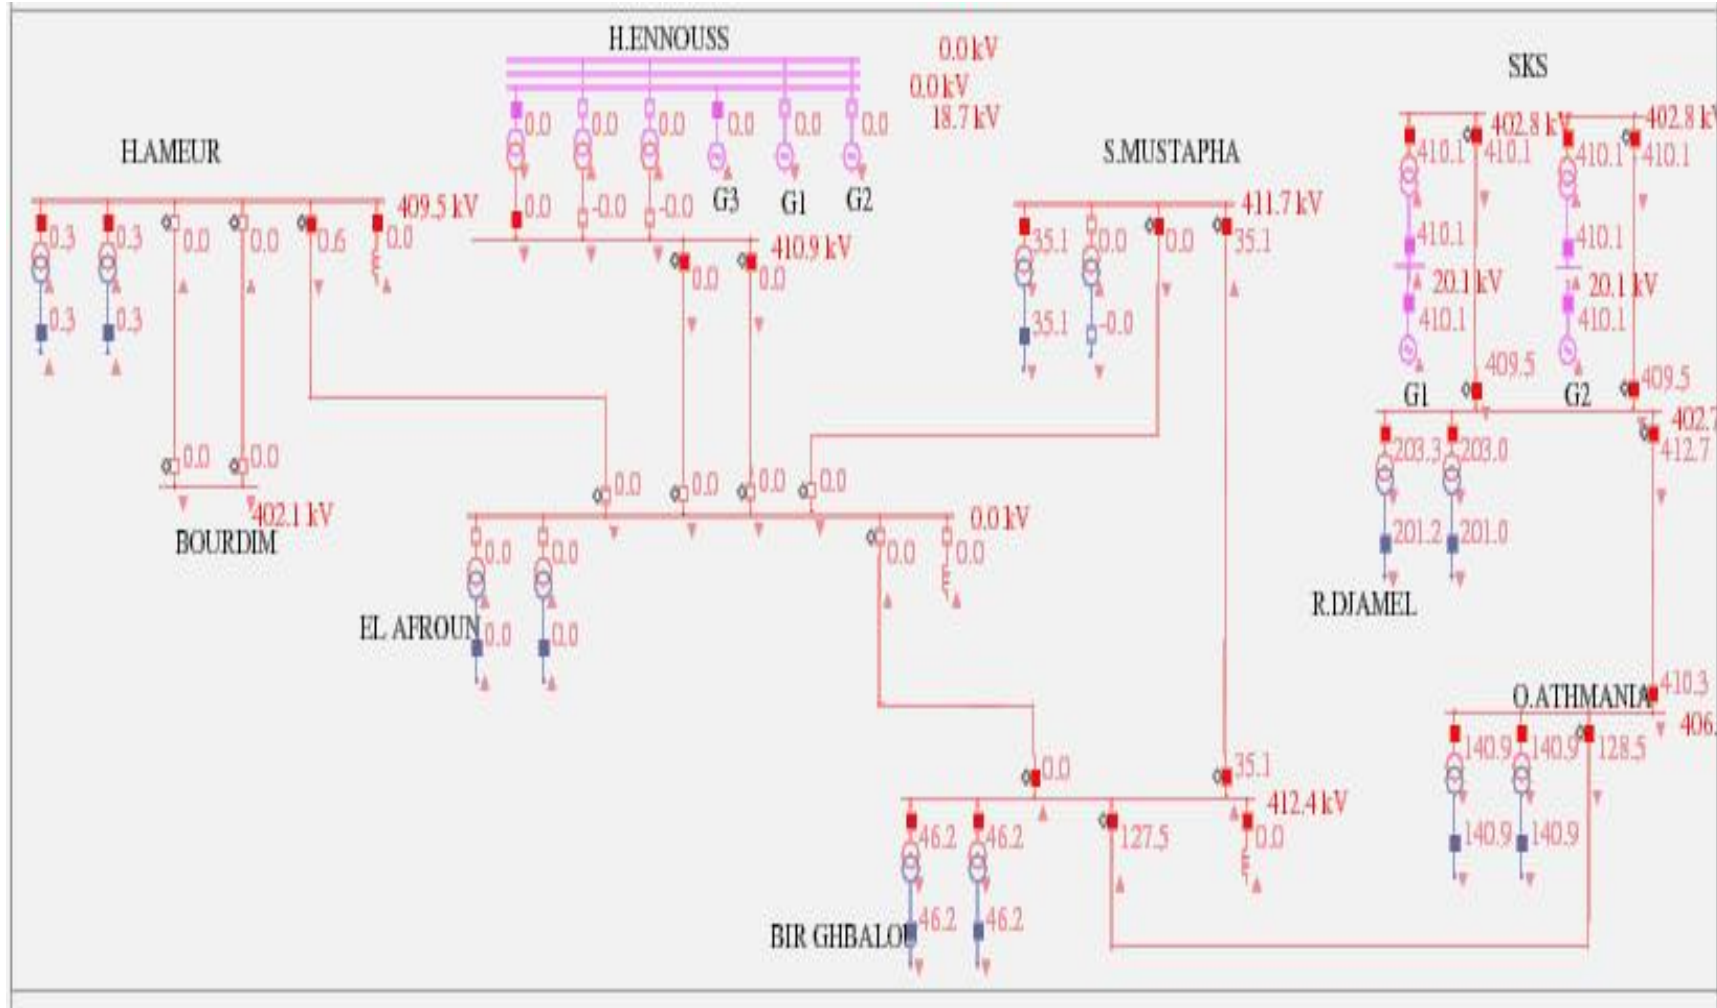 H.ENNOUSS
0.0 kV
0.0 kV
18.7 kV
0.0 0.0 0.0 0.0 0.0 0.0
G3 G1 G2
0.0 -0.0 -0.0
410.9 kV
0.0 0.0
H.AMEUR
409.5 kV
0.3 0.3 0.0 0.0 0.6 0.0
0.3 0.3
0.0 0.0
402.1 kV
BOURDIM
S.MUSTAPHA
411.7 kV
35.1 0.0 0.0 35.1
35.1 -0.0
SKS
402.8 kV 402.8 kV
410.1 410.1 410.1 410.1
410.1 410.1
20.1 kV 20.1 kV
410.1 410.1
409.5 409.5
G1 G2
402.7
203.3 203.0 412.7
201.2 201.0
R.DJAMEL
0.0 0.0 0.0 0.0
0.0 kV
0.0 0.0 0.0 0.0
EL AFROUN
0.0 0.0
410.3
O.ATHMANIA
406.
140.9 140.9 128.5
140.9 140.9
0.0 35.1
412.4 kV
46.2 46.2 127.5 0.0
46.2 46.2
BIR GHBALOU